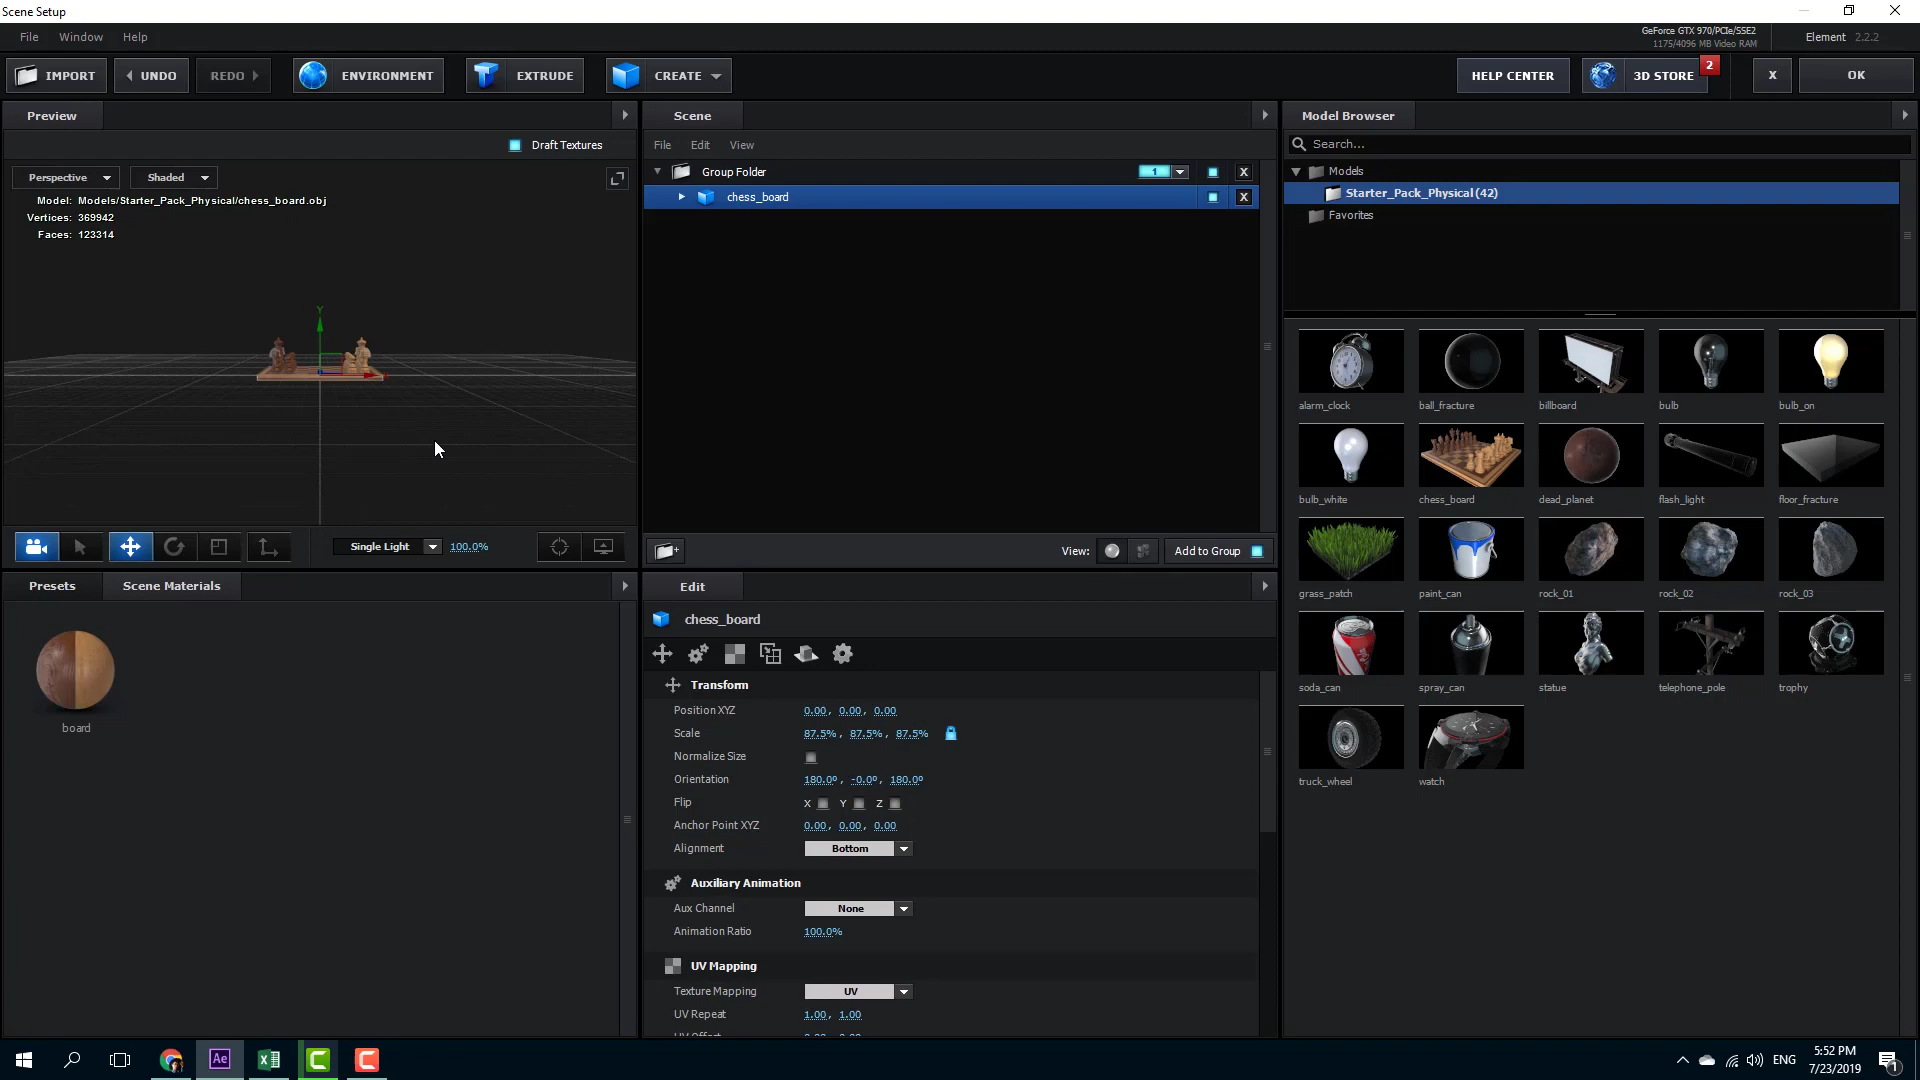 Scene Setup
File Window Help
GeForce GTX 970/PCIe/SSE2
1175/4096 MB Video RAM
Element 2.2.2
IMPORT UNDO REDO ENVIRONMENT EXTRUDE CREATE HELP CENTER 3D STORE 2 X OK
Preview
Draft Textures
Perspective Shaded
Model: Models/Starter_Pack_Physical/chess_board.obj
Vertices: 369942
Faces: 123314
Y
Single Light 100.0%
Scene
File Edit View
Group Folder 1 X
chess_board X
View: Add to Group
Model Browser
Search...
Models
Starter_Pack_Physical (42)
Favorites
alarm_clock ball_fracture billboard bulb bulb_on
bulb_white chess_board dead_planet flash_light floor_fracture
grass_patch paint_can rock_01 rock_02 rock_03
soda_can spray_can statue telephone_pole trophy
truck_wheel watch
Presets Scene Materials
board
Edit
chess_board
Transform
Position XYZ 0.00, 0.00, 0.00
Scale 87.5%, 87.5%, 87.5%
Normalize Size
Orientation 180.0º, -0.0º, 180.0º
Flip X Y Z
Anchor Point XYZ 0.00, 0.00, 0.00
Alignment Bottom
Auxiliary Animation
Aux Channel None
Animation Ratio 100.0%
UV Mapping
Texture Mapping UV
UV Repeat 1.00, 1.00
Ae
ENG
5:52 PM
7/23/2019
1